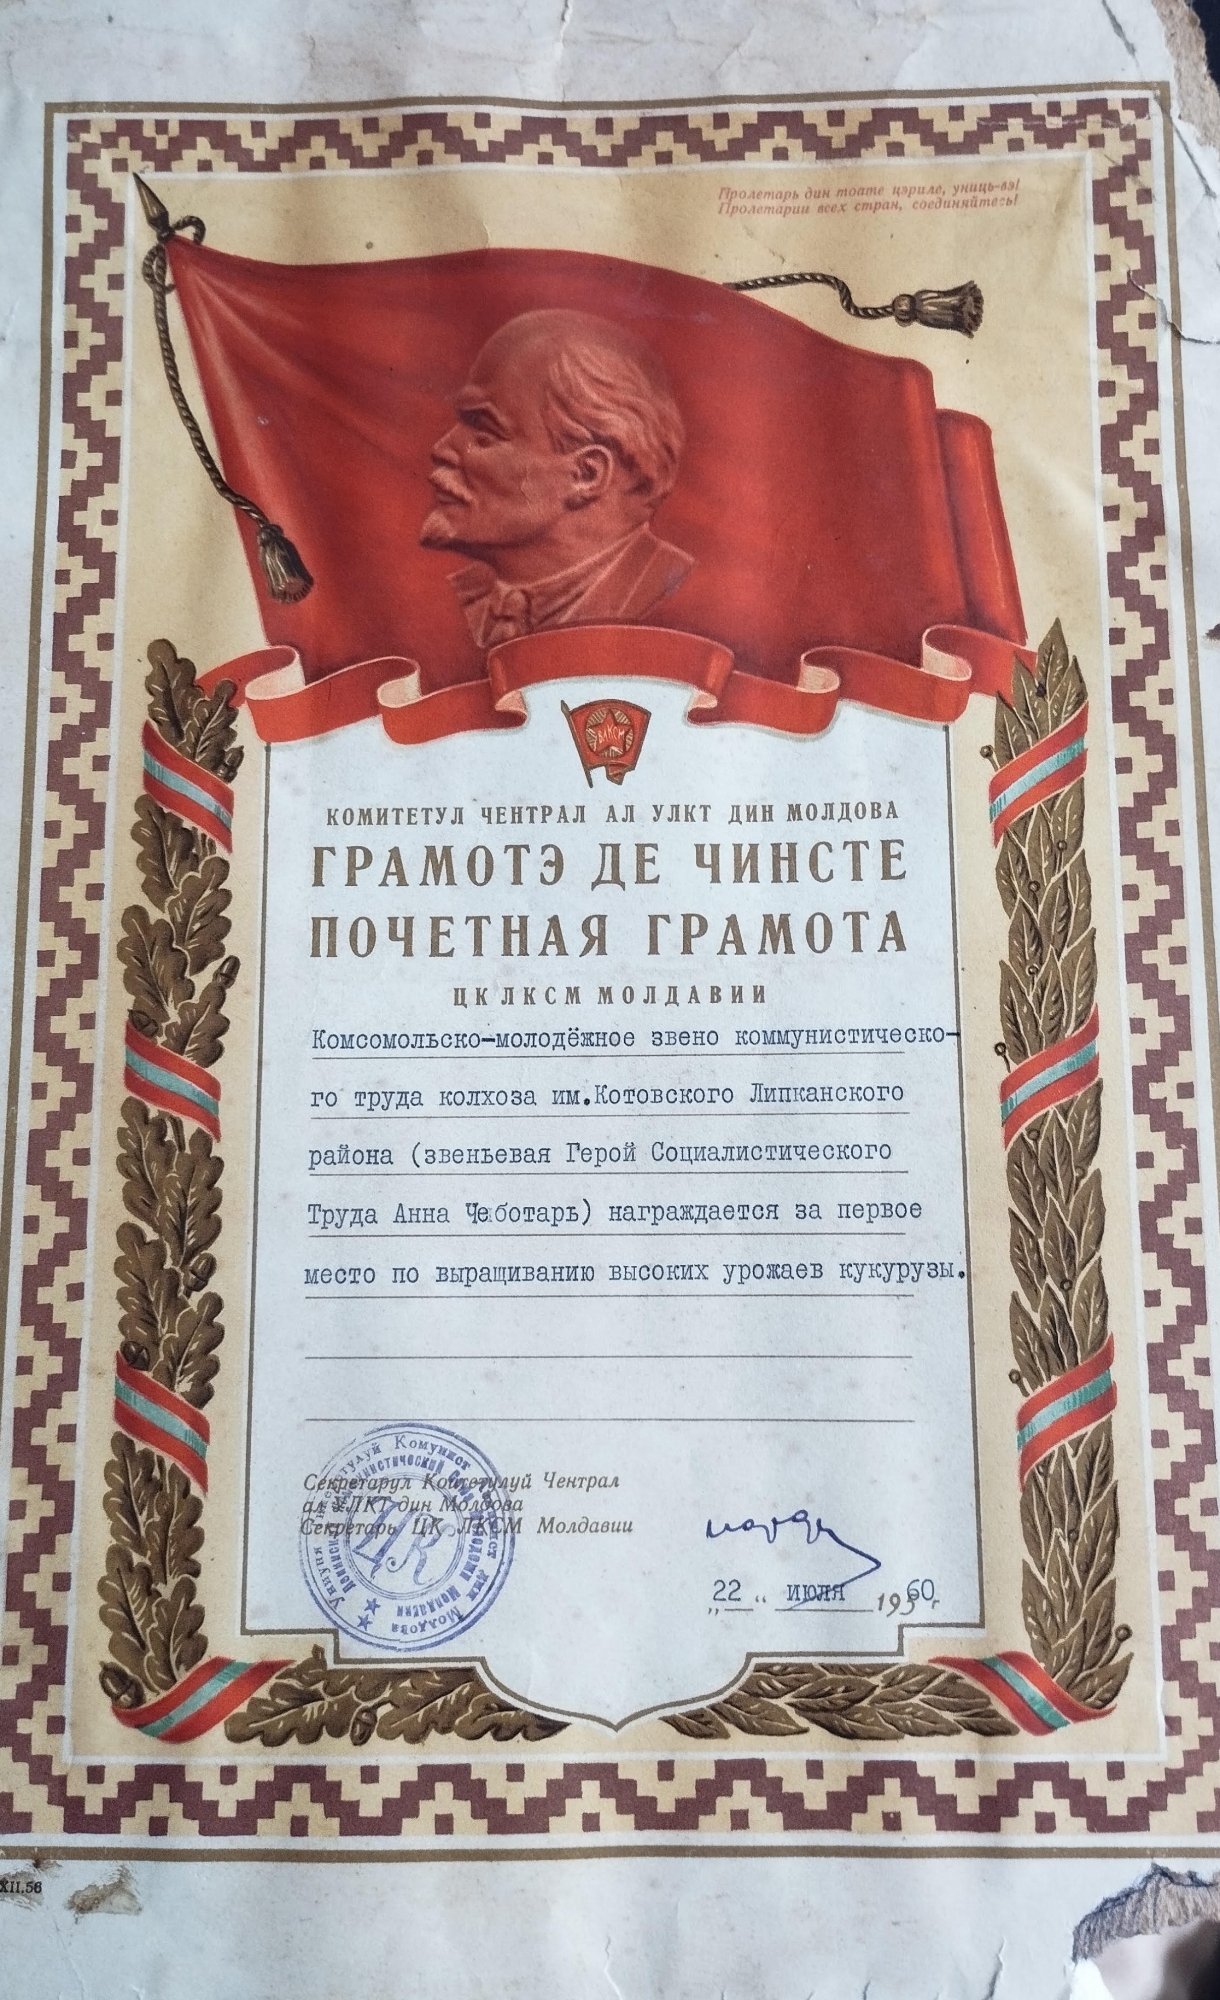 Пролетарь дин тоате цэриле, униць-вэ!
Пролетарии всех стран, соединяйтесь!
ВЛКСМ
КОМИТЕТУЛ ЧЕНТРАЛ АЛ УЛКТ ДИН МОЛДОВА
ГРАМОТЭ ДЕ ЧИНСТЕ
ПОЧЕТНАЯ ГРАМОТА
ЦК ЛКСМ МОЛДАВИИ
Комсомольско-молодёжное звено коммунистическо-
го труда колхоза им.Котовского Липканского
района (звеньевая Герой Социалистического
Труда Анна Чеботарь) награждается за первое
место по выращиванию высоких урожаев кукурузы.
Секретарул Комитетулуй Чентрал
ал УЛКТ дин Молдова
Секретарь ЦК ЛКСМ Молдавии
ЦК
"22" июля 1960г.
XII.56